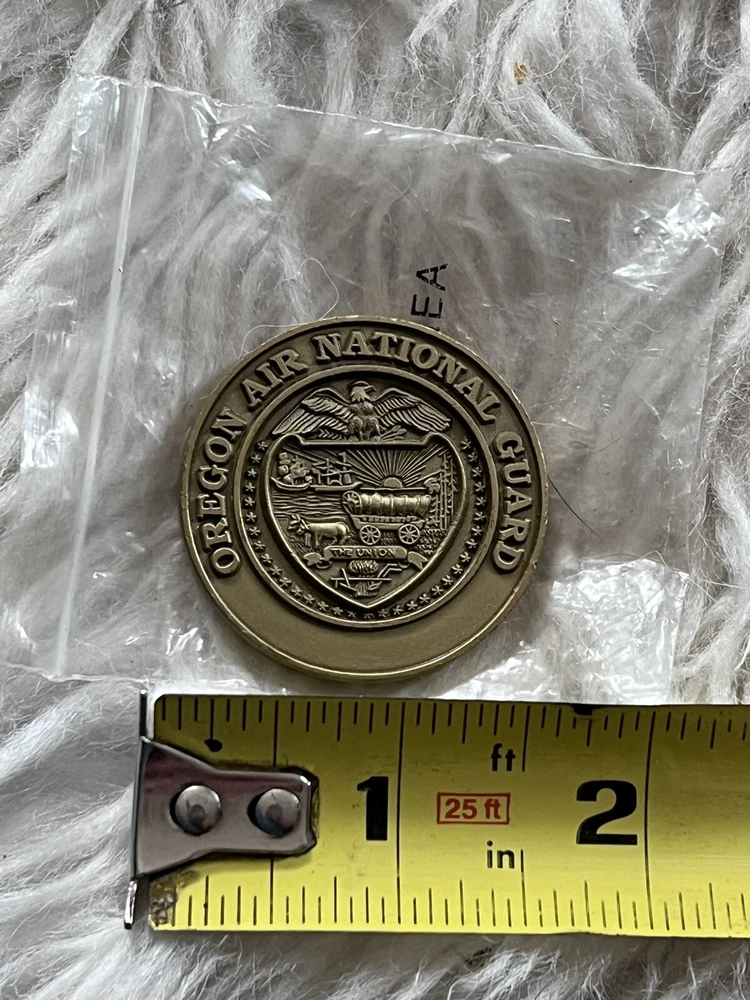 EA
OREGON AIR NATIONAL GUARD
THE UNION
ft
1
25 ft
2
in